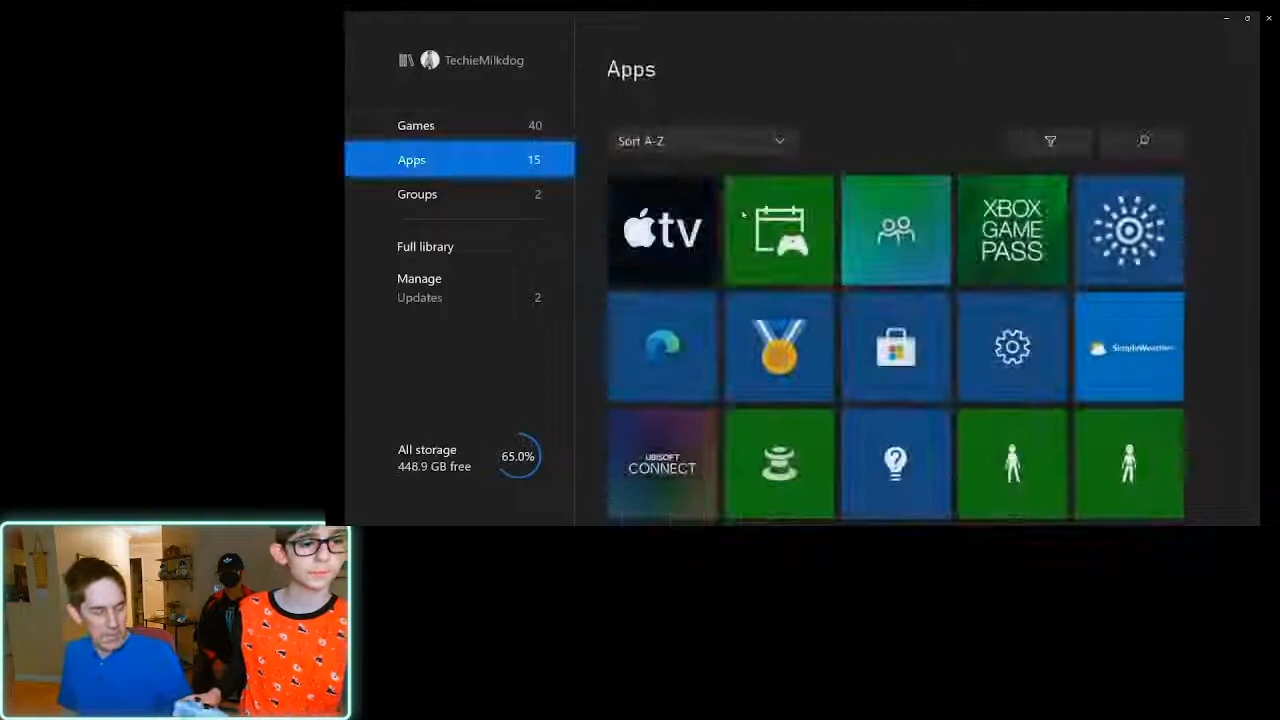 TechieMilkdog
Games 40
Apps 15
Groups 2
Full library
Manage
Updates 2
All storage
448.9 GB free
65.0%
Apps
Sort A-Z
tv
XBOX
GAME
PASS
SimpleWeather
UBISOFT
CONNECT